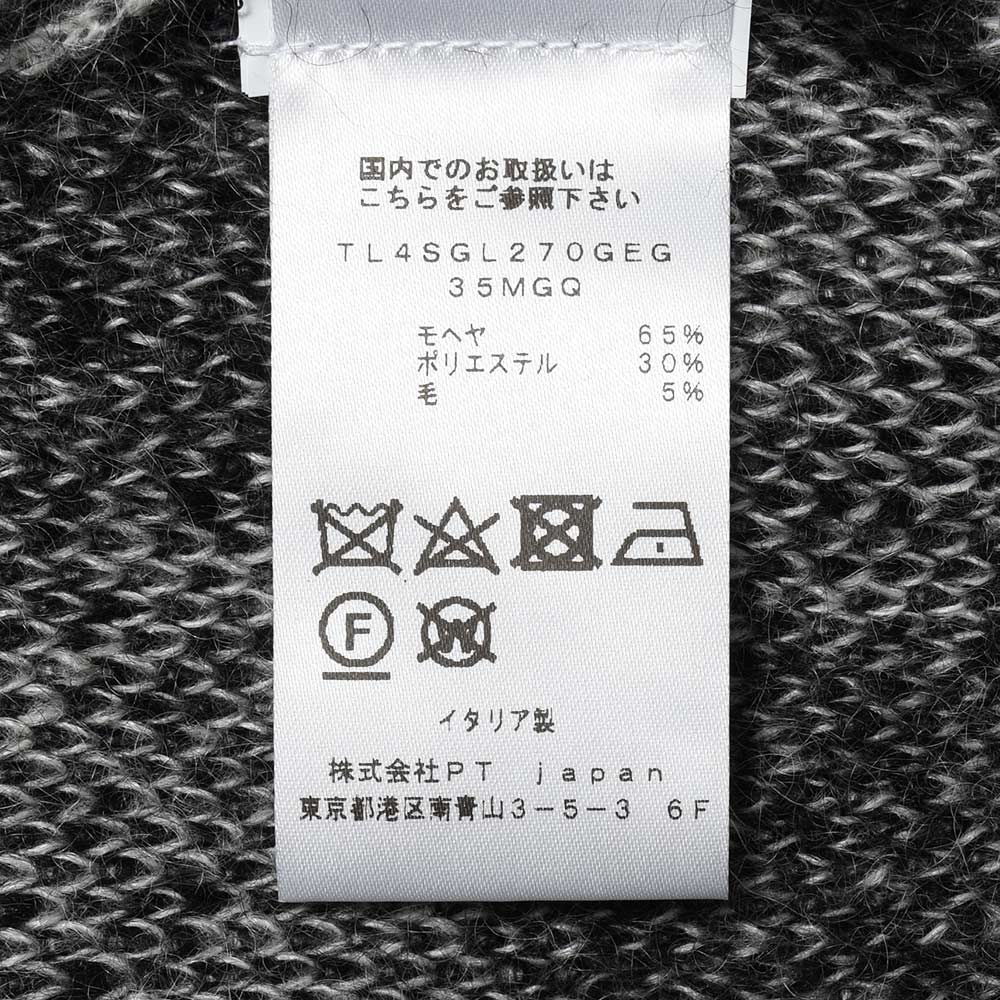 国内でのお取扱いは
こちらをご参照下さい
TL4SGL270GEG
35MGQ
モヘヤ 65%
ポリエステル 30%
毛 5%
F
W
イタリア製
株式会社PT japan
東京都港区南青山3-5-3 6F